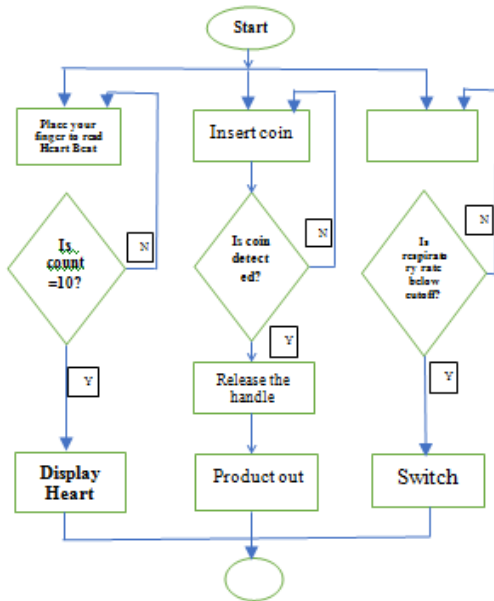 Start
Place your
finger to read
Heart Beat
Insert coin
Is
count
=10?
N
Is coin
detect
ed?
N
Is
respirato
ry rate
below
cutoff?
N
Y
Y
Y
Release the
handle
Display
Heart
Product out
Switch